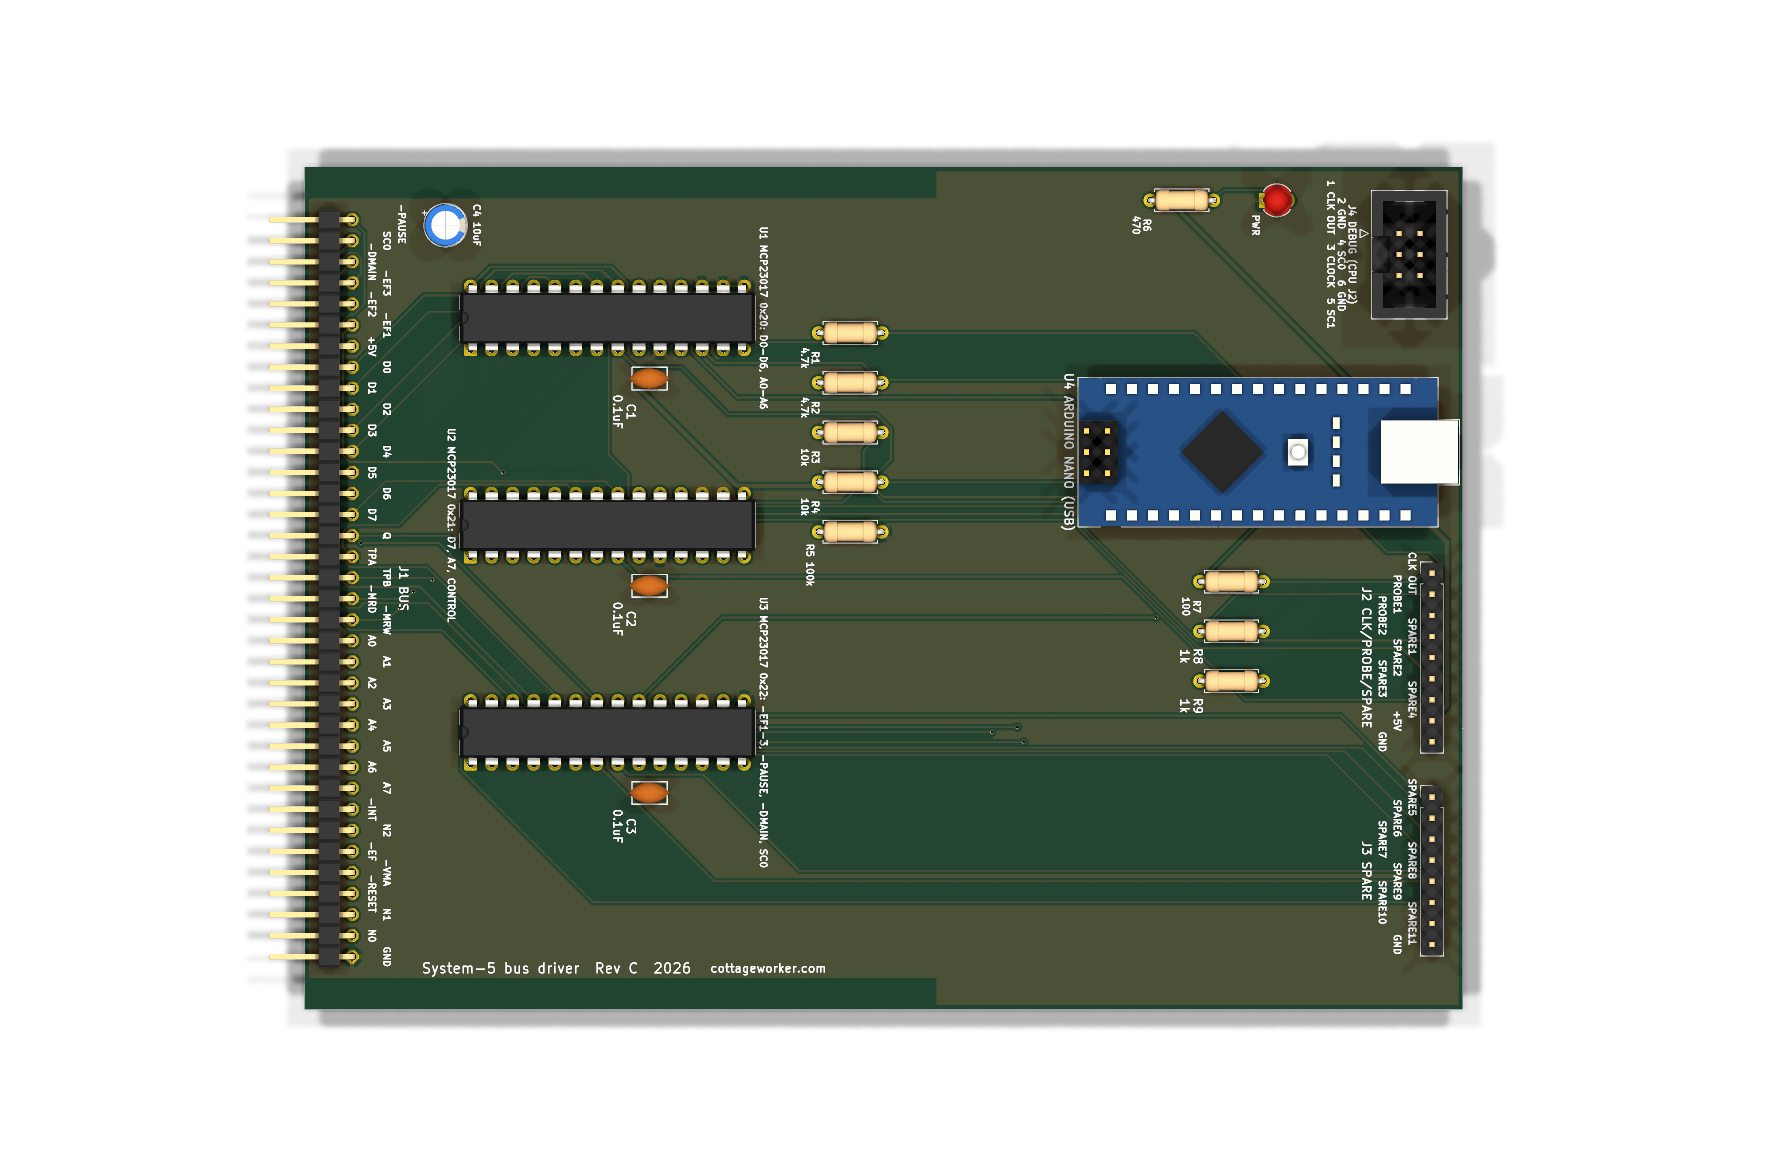 -PAUSE
SCO
-DMAIN
-EF3
-EF2
-EF1
+5V
D0
D1
D2
D3
D4
D5
D6
D7
Q
TPA
TPB
-MRD
-MRW
A0
A1
A2
A3
A4
A5
A6
A7
-INT
N2
-EF
-VMA
-RESET
N1
N0
GND
J1 BUS
+
C4 10uF
U1 MCP23017 0x20: D0-D6, A0-A6
C1
0.1uF
U2 MCP23017 0x21: D7, A7, CONTROL
C2
0.1uF
U3 MCP23017 0x22: -EF1-3, -PAUSE, -DMAIN, SCO
C3
0.1uF
R1
4.7k
R2
4.7k
R3
10k
R4
10k
R5 100k
R6
470
PWR
J4 DEBUG (CPU J2)
2 GND 4 SCO 6 GND
1 CLK OUT 3 CLOCK 5 SC1
U4 ARDUINO NANO (USB)
R7
100
R8
1k
R9
1k
CLK OUT
PROBE1
PROBE2
SPARE1
SPARE2
SPARE3
SPARE4
+5V
GND
J2 CLK/PROBE/SPARE
SPARE5
SPARE6
SPARE7
SPARE8
SPARE9
SPARE10
SPARE11
GND
J3 SPARE
System-5 bus driver Rev C 2026 cottageworker.com